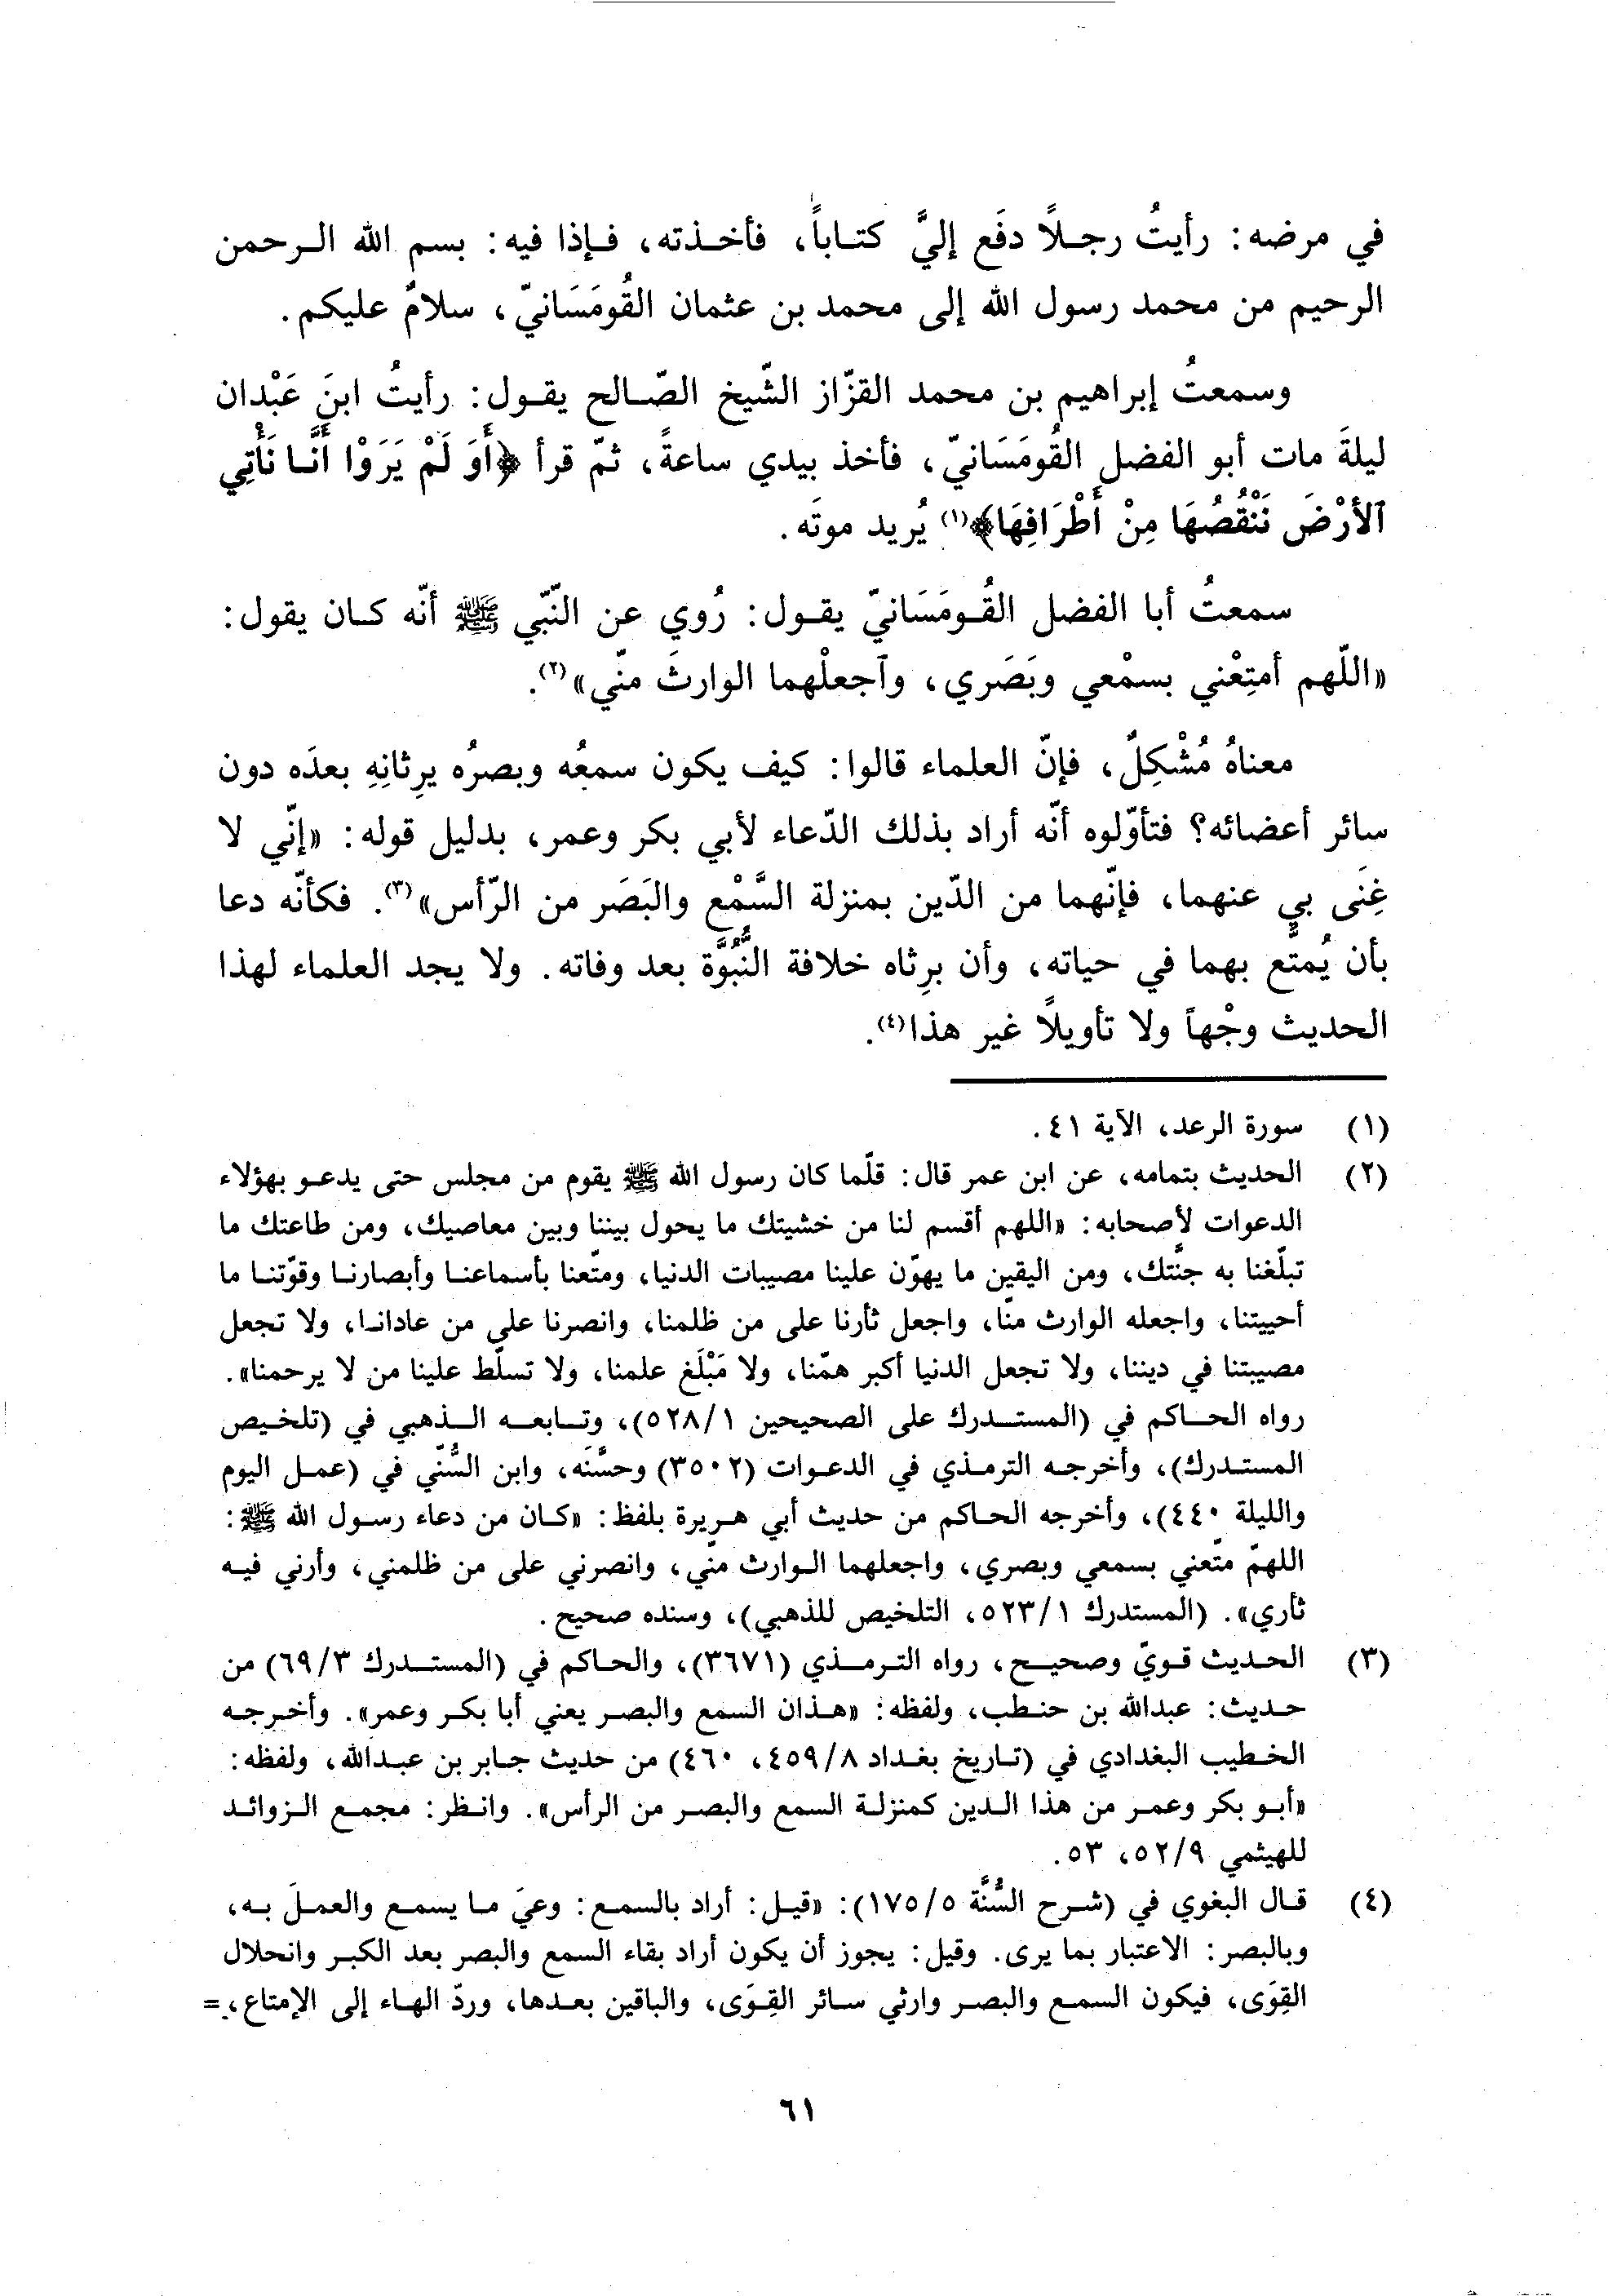 في مرضه: رأيتُ رجلًا دفَع إليَّ كتاباً، فأخذته، فإذا فيه: بسم الله الرحمن
الرحيم من محمد رسول الله إلى محمد بن عثمان القُومَسَانيّ، سلامٌ عليكم.
وسمعتُ إبراهيم بن محمد القزّاز الشّيخ الصّالح يقول: رأيتُ ابنَ عَبْدان
ليلةَ مات أبو الفضل القُومَسَانيّ، فأخذ بيدي ساعةً، ثمّ قرأ ﴿أَوَ لَمْ يَرَوْا أَنَّا نَأْتِي
ٱلأَرْضَ نَنْقُصُهَا مِنْ أَطْرَافِهَا﴾(١) يُريد موتَه.
سمعتُ أبا الفضل القُومَسَانيّ يقول: رُوي عن النّبّي ﷺ أنّه كان يقول:
«اللّهم أمتِعْني بسمْعي وبَصَري، وٱجعلْهما الوارثَ منّي»(٢).
معناهُ مُشْكِلٌ، فإنّ العلماء قالوا: كيف يكون سمعُه وبصرُه يرِثانِهِ بعدَه دون
سائر أعضائه؟ فتأوّلوه أنّه أراد بذلك الدّعاء لأبي بكر وعمر، بدليل قوله: «إنّي لا
غِنَى بي عنهما، فإنّهما من الدّين بمنزلة السَّمْع والبَصَر من الرّأس»(٣). فكأنّه دعا
بأن يُمتَّع بهما في حياته، وأن يرِثاه خلافة النُّبُوَّة بعد وفاته. ولا يجد العلماء لهذا
الحديث وجْهاً ولا تأويلاً غير هذا(٤).
(١) سورة الرعد، الآية ٤١.
(٢) الحديث بتمامه، عن ابن عمر قال: قلّما كان رسول الله ﷺ يقوم من مجلس حتى يدعو بهؤلاء
الدعوات لأصحابه: «اللهم أقسم لنا من خشيتك ما يحول بيننا وبين معاصيك، ومن طاعتك ما
تبلّغنا به جنَّتك، ومن اليقين ما يهوّن علينا مصيبات الدنيا، ومتّعنا بأسماعنا وأبصارنا وقوّتنا ما
أحييتنا، واجعله الوارث منّا، واجعل ثأرنا على من ظلمنا، وانصرنا على من عادانا، ولا تجعل
مصيبتنا في ديننا، ولا تجعل الدنيا أكبر همّنا، ولا مَبْلَغ علمنا، ولا تسلّط علينا من لا يرحمنا».
رواه الحاكم في (المستدرك على الصحيحين ٥٢٨/١)، وتابعه الذهبي في (تلخيص
المستدرك)، وأخرجه الترمذي في الدعوات (٣٥٠٢) وحسَّنَه، وابن السُّنّي في (عمل اليوم
والليلة ٤٤٠)، وأخرجه الحاكم من حديث أبي هريرة بلفظ: «كان من دعاء رسول الله ﷺ:
اللهمّ متّعني بسمعي وبصري، واجعلهما الوارث منّي، وانصرني على من ظلمني، وأرني فيه
ثأري». (المستدرك ٥٢٣/١، التلخيص للذهبي)، وسنده صحيح.
(٣) الحديث قويّ وصحيح، رواه الترمذي (٣٦٧١)، والحاكم في (المستدرك ٦٩/٣) من
حديث: عبدالله بن حنطب، ولفظه: «هذان السمع والبصر يعني أبا بكر وعمر». وأخرجه
الخطيب البغدادي في (تاريخ بغداد ٤٥٩/٨، ٤٦٠) من حديث جابر بن عبدالله، ولفظه:
«أبو بكر وعمر من هذا الدين كمنزلة السمع والبصر من الرأس». وانظر: مجمع الزوائد
للهيثمي ٥٢/٩، ٥٣.
(٤) قال البغوي في (شرح السُّنَّة ١٧٥/٥): «قيل: أراد بالسمع: وعيَ ما يسمع والعملَ به،
وبالبصر: الاعتبار بما يرى. وقيل: يجوز أن يكون أراد بقاء السمع والبصر بعد الكبر وانحلال
القِوَى، فيكون السمع والبصر وارثي سائر القِوَى، والباقين بعدها، وردّ الهاء إلى الإمتاع، =
٦١